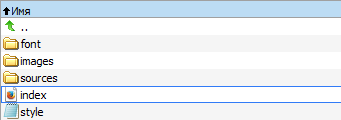 Имя
..
font
images
sources
index
style